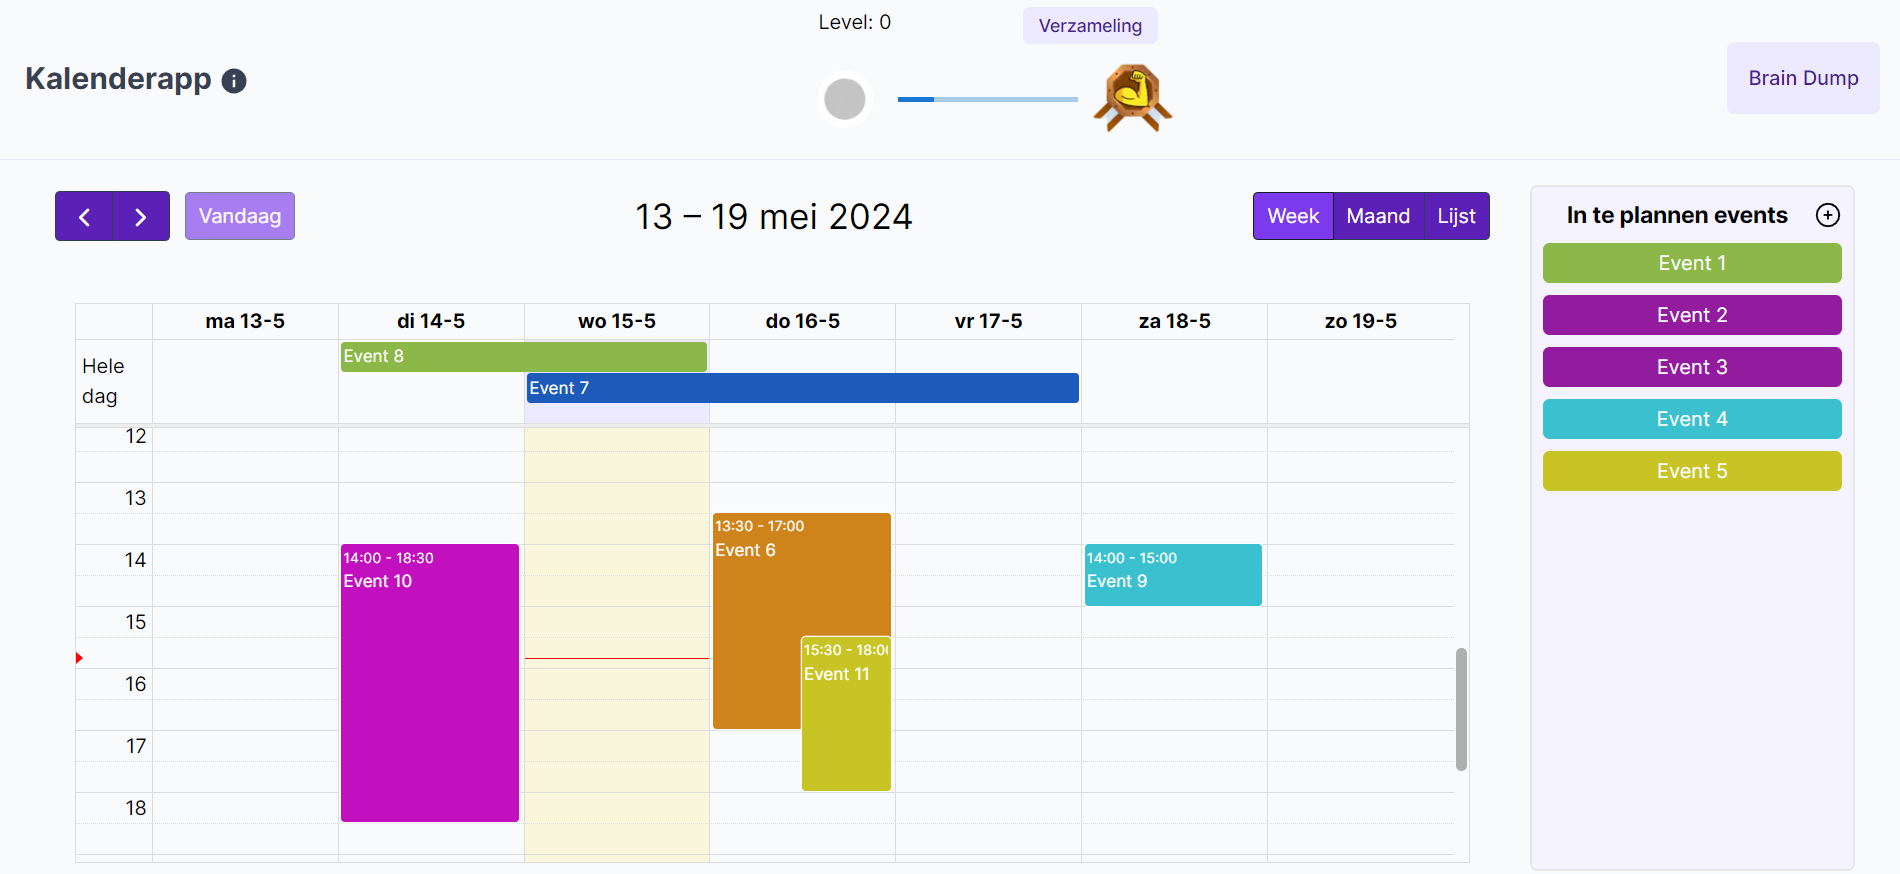 Level: 0
Verzameling
Kalenderapp
Brain Dump
Vandaag
13 – 19 mei 2024
Week
Maand
Lijst
In te plannen events
Event 1
Event 2
Event 3
Event 4
Event 5
ma 13-5
di 14-5
wo 15-5
do 16-5
vr 17-5
za 18-5
zo 19-5
Hele
dag
Event 8
Event 7
12
13
14
15
16
17
18
14:00 - 18:30
Event 10
13:30 - 17:00
Event 6
15:30 - 18:0
Event 11
14:00 - 15:00
Event 9